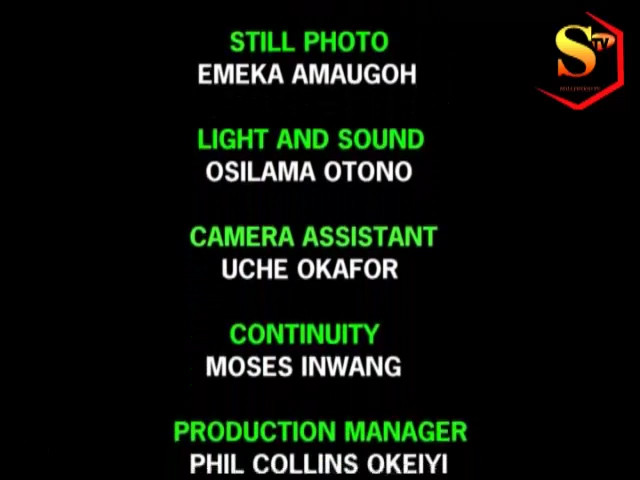 STILL PHOTO
EMEKA AMAUGOH
LIGHT AND SOUND
OSILAMA OTONO
CAMERA ASSISTANT
UCHE OKAFOR
CONTINUITY
MOSES INWANG
PRODUCTION MANAGER
PHIL COLLINS OKEIYI
S TV